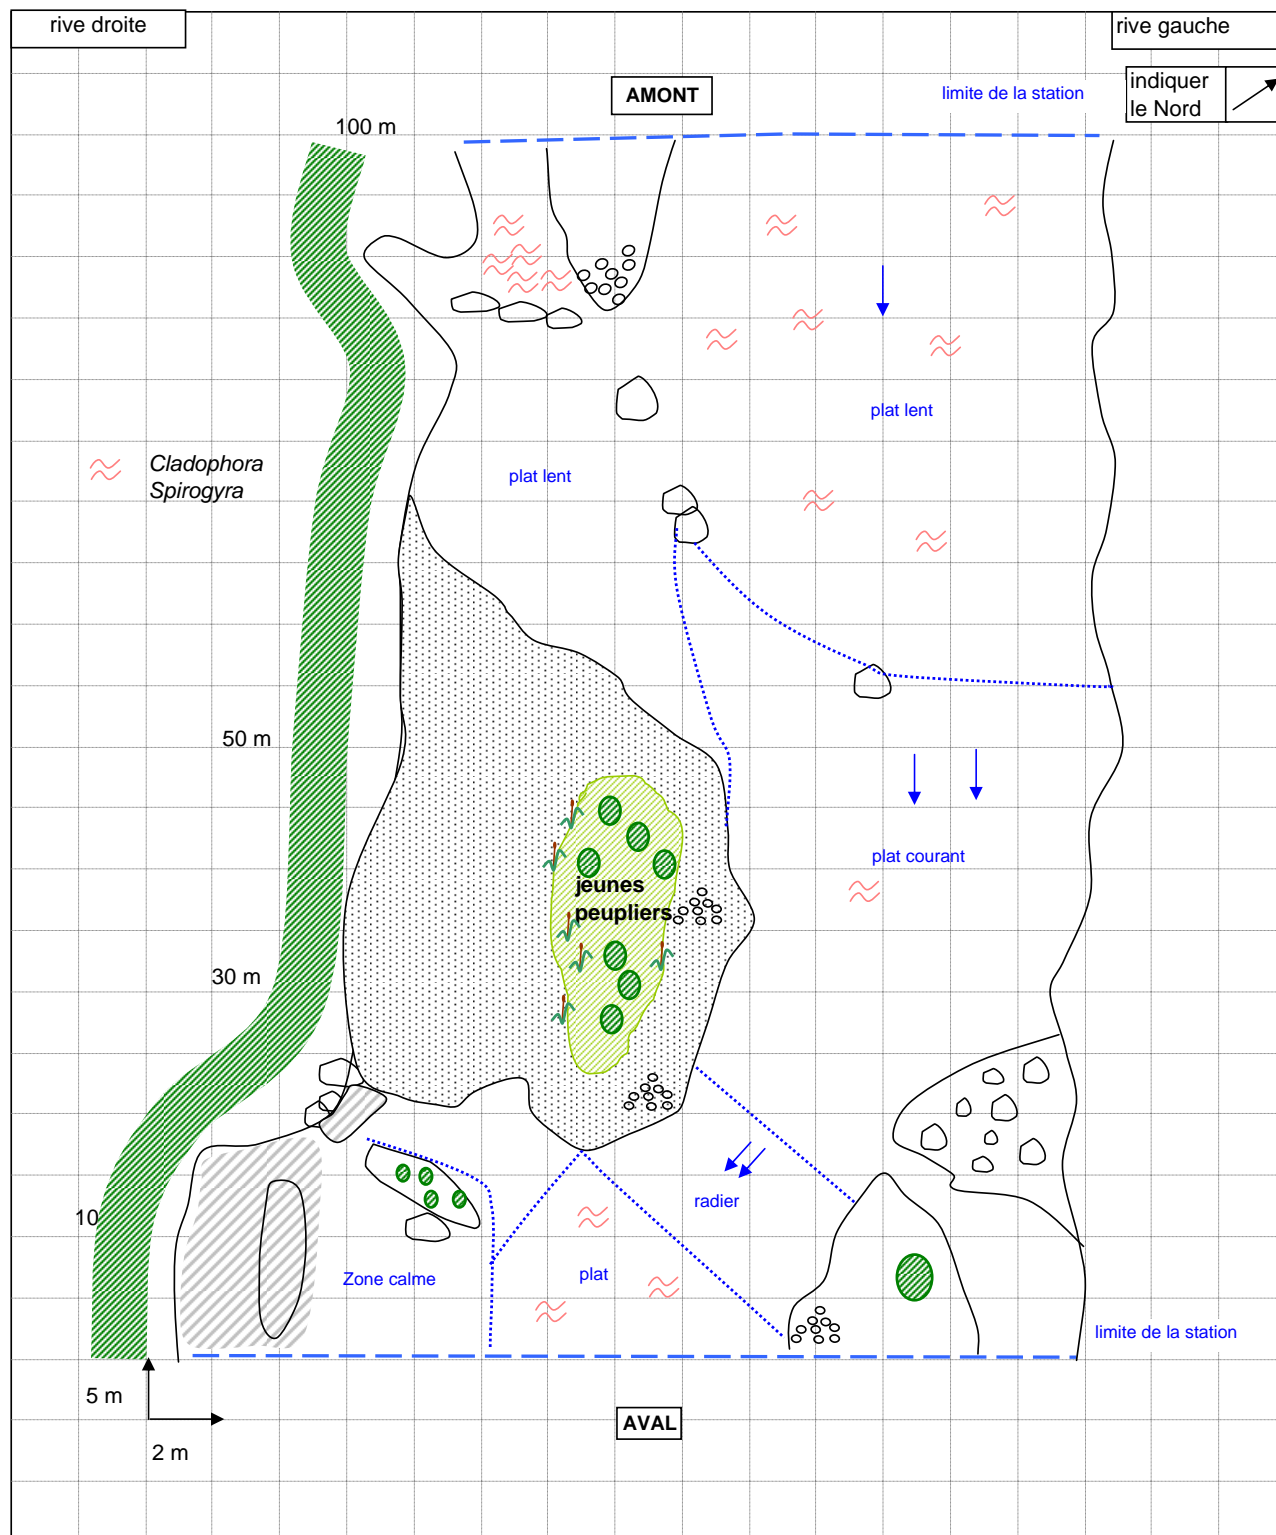 rive droite
rive gauche
AMONT
limite de la station
indiquer
le Nord
100 m
plat lent
Cladophora
Spirogyra
plat lent
50 m
plat courant
jeunes
peupliers
30 m
radier
10
Zone calme
plat
limite de la station
5 m
AVAL
2 m